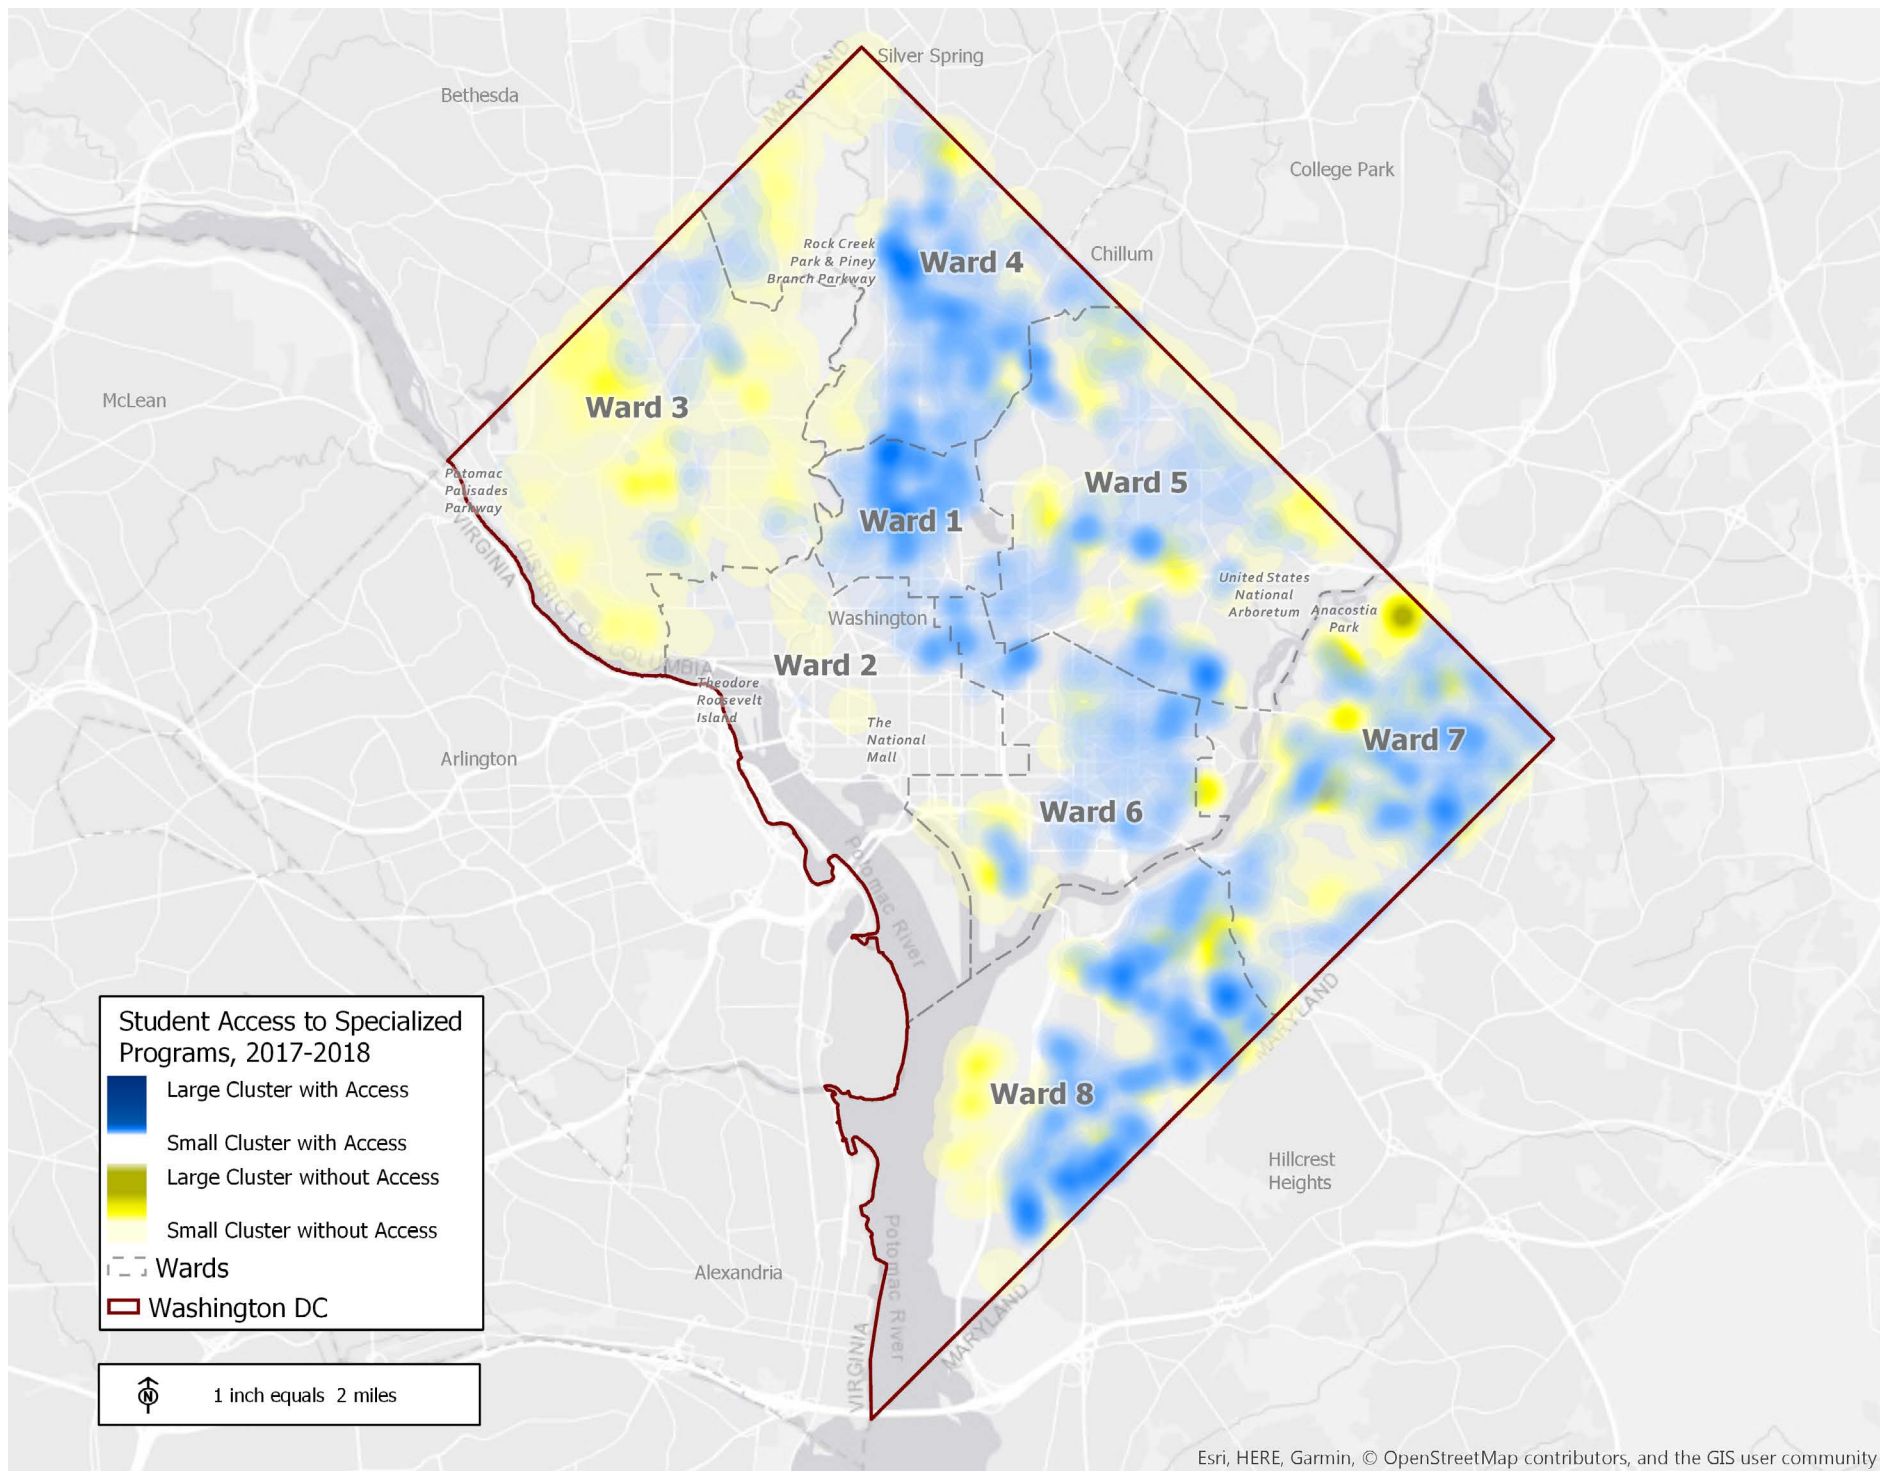 Silver Spring
Bethesda
MARYLAND
College Park
Rock Creek
Park & Piney
Branch Parkway
Ward 4
Chillum
McLean
Ward 3
Potomac
Palisades
Parkway
Ward 5
Ward 1
VIRGINIA
DISTRICT OF COLUMBIA
United States
National
Arboretum
Anacostia
Park
Washington
Ward 2
Theodore
Roosevelt
Island
The
National
Mall
Ward 7
Arlington
Ward 6
Potomac River
MARYLAND
Student Access to Specialized
Programs, 2017-2018
Large Cluster with Access
Small Cluster with Access
Large Cluster without Access
Small Cluster without Access
Wards
Washington DC
Ward 8
Hillcrest
Heights
Alexandria
Potomac River
VIRGINIA
MARYLAND
N
1 inch equals 2 miles
Esri, HERE, Garmin, © OpenStreetMap contributors, and the GIS user community